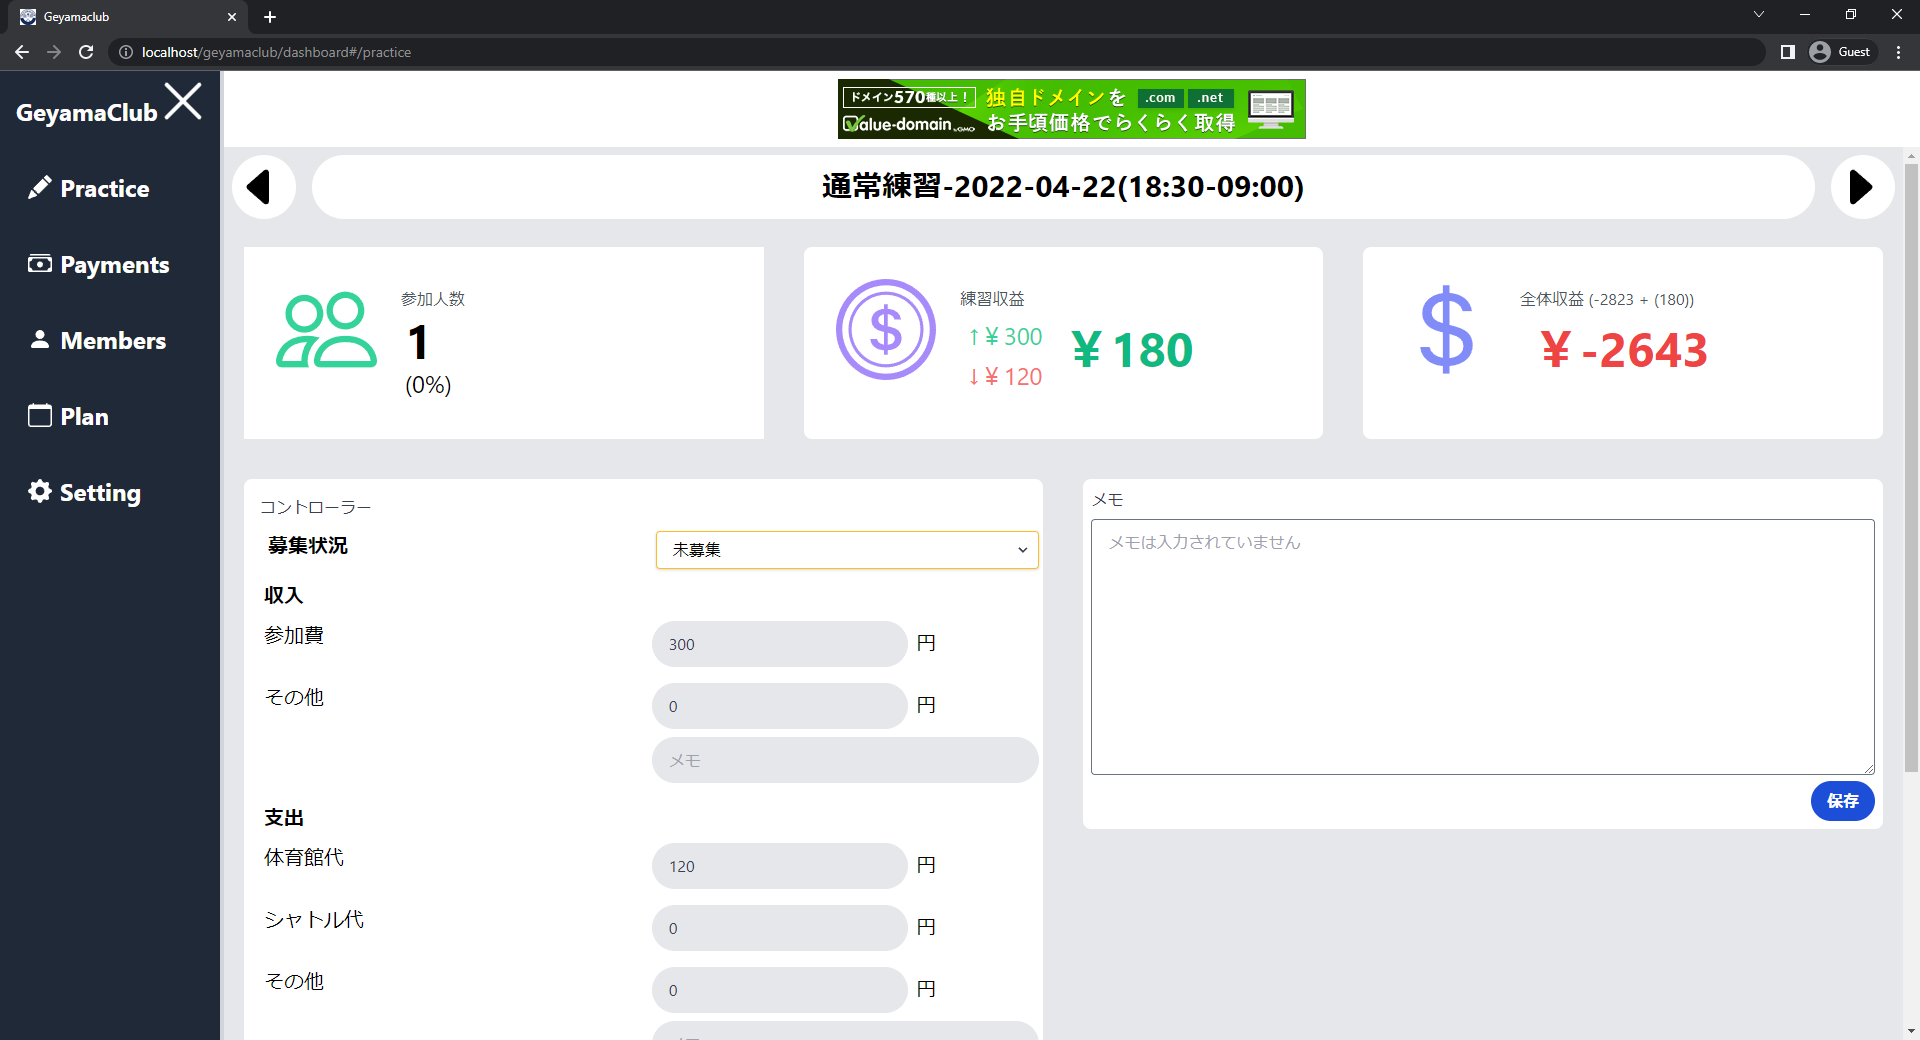 Geyamaclub
localhost/geyamaclub/dashboard#/practice
Guest
GeyamaClub
Practice
Payments
Members
Plan
Setting
ドメイン570種以上！
独自ドメインを .com .net
Value-domain by GMO
お手頃価格でらくらく取得
通常練習-2022-04-22(18:30-09:00)
参加人数
1
(0%)
練習収益
↑¥ 300
↓¥ 120
¥ 180
全体収益 (-2823 + (180))
¥ -2643
コントローラー
募集状況
未募集
収入
参加費
300 円
その他
0 円
メモ
支出
体育館代
120 円
シャトル代
0 円
その他
0 円
メモ
メモは入力されていません
保存